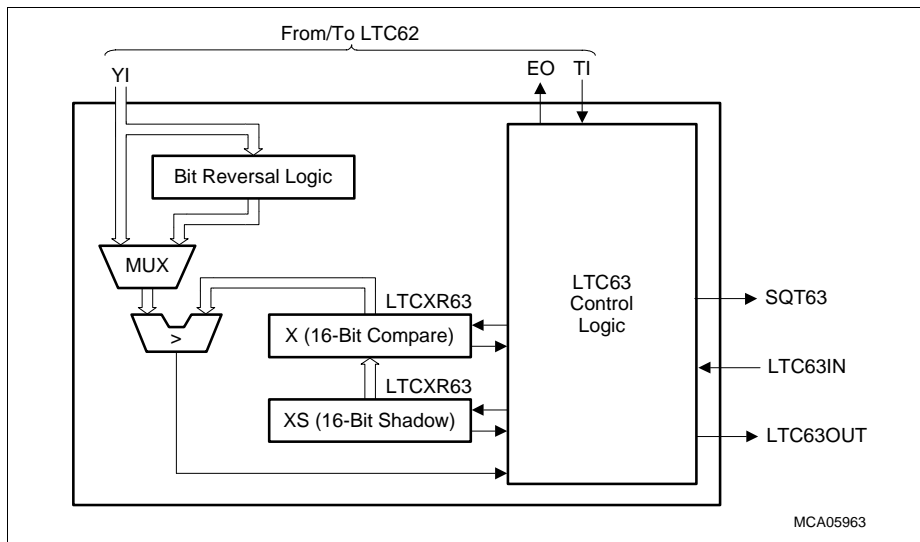 From/To LTC62
YI
EO
TI
Bit Reversal Logic
MUX
>
LTCXR63
X (16-Bit Compare)
LTCXR63
XS (16-Bit Shadow)
LTC63
Control
Logic
SQT63
LTC63IN
LTC63OUT
MCA05963